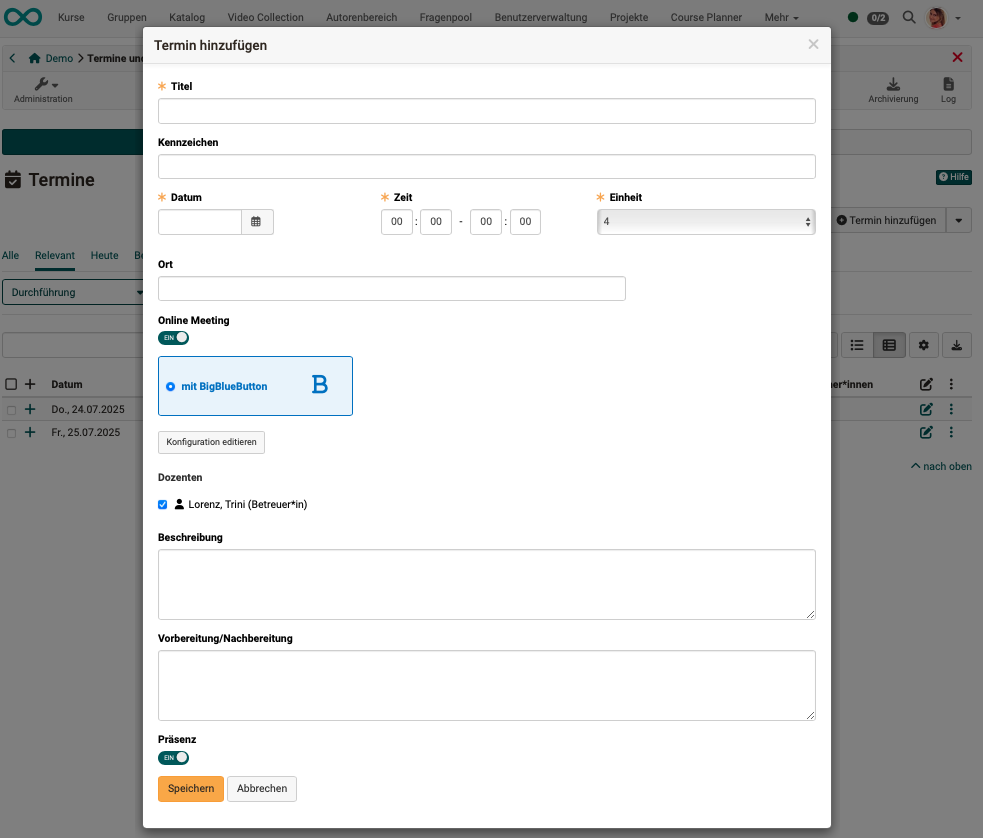 Kurse Gruppen Katalog Video Collection Autorenbereich Fragenpool Benutzerverwaltung Projekte Course Planner Mehr 0/2
Termin hinzufügen ×
Demo Termine un
Administration Archivierung Log
Termine Hilfe
Termin hinzufügen
Alle Relevant Heute
Durchführung
Datum er*innen
Do., 24.07.2025
Fr., 25.07.2025
nach oben
* Titel
Kennzeichen
* Datum * Zeit * Einheit
00 : 00 - 00 : 00 4
Ort
Online Meeting
EIN
mit BigBlueButton B
Konfiguration editieren
Dozenten
Lorenz, Trini (Betreuer*in)
Beschreibung
Vorbereitung/Nachbereitung
Präsenz
EIN
Speichern Abbrechen